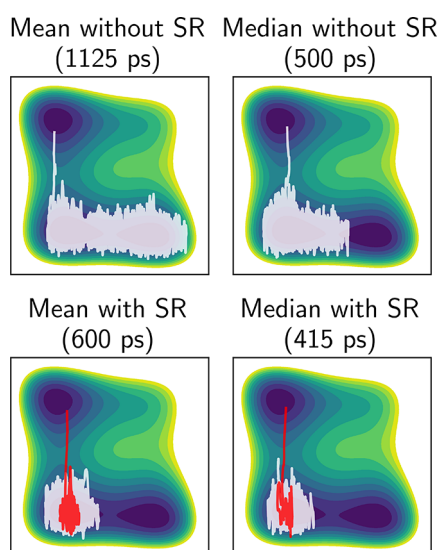 Mean without SR
(1125 ps)
Median without SR
(500 ps)
Mean with SR
(600 ps)
Median with SR
(415 ps)